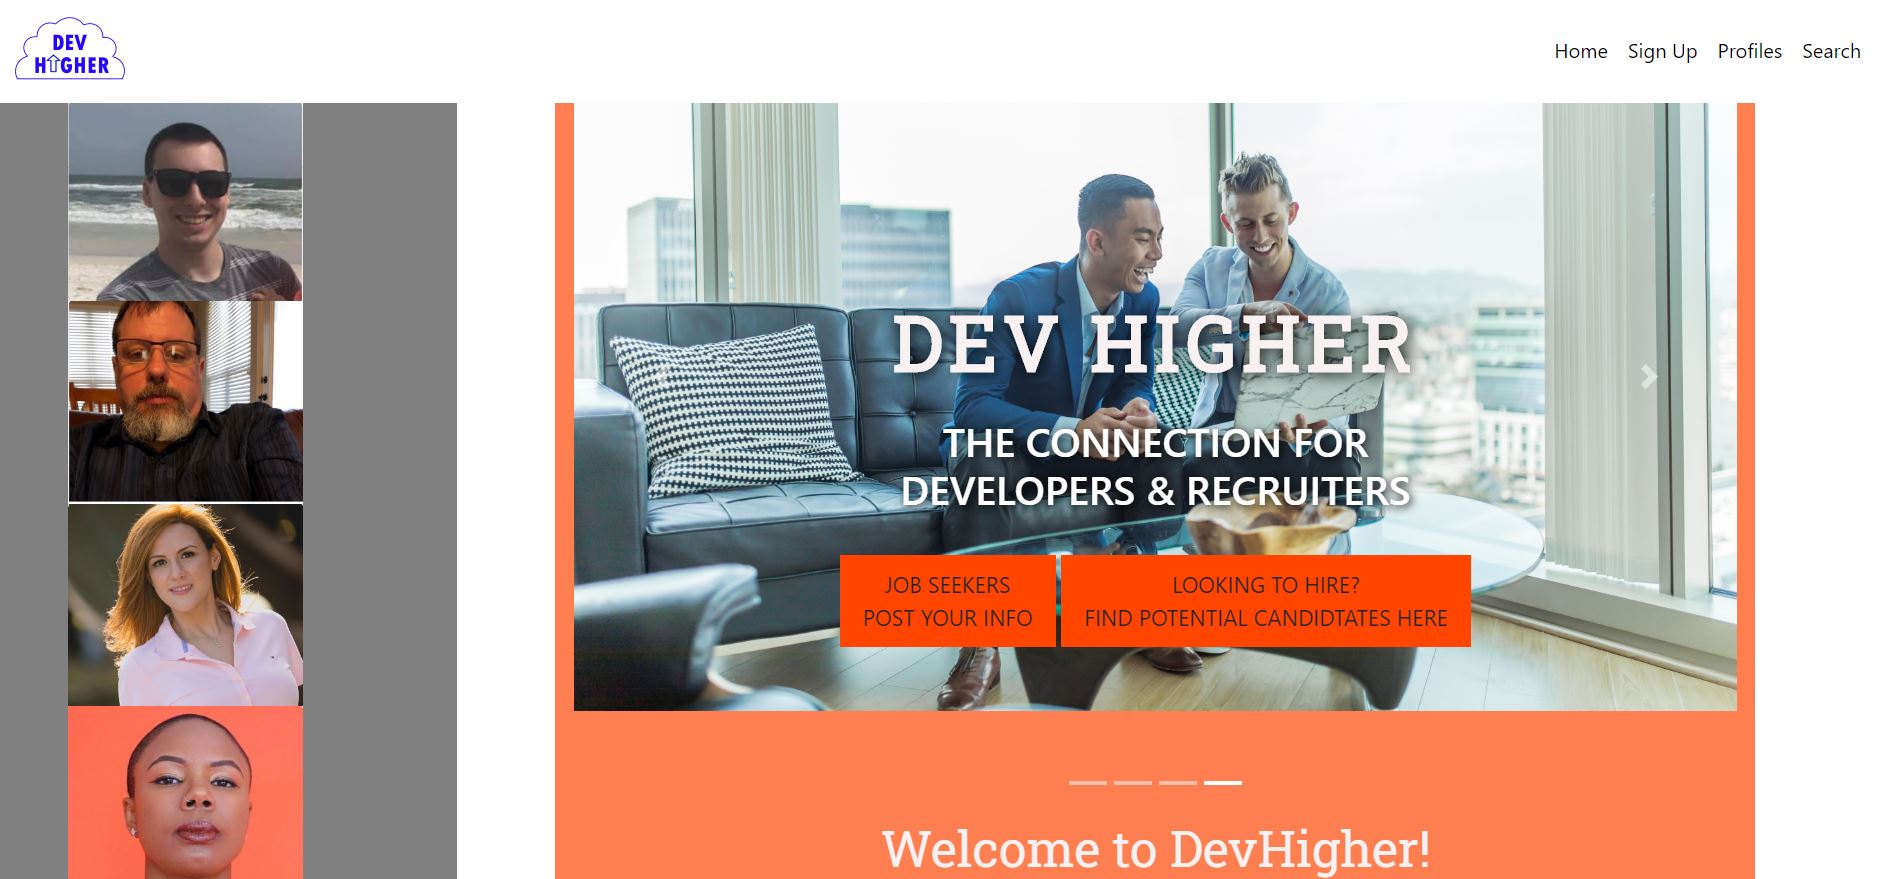 DEV
HIGHER
Home Sign Up Profiles Search
DEV HIGHER
THE CONNECTION FOR
DEVELOPERS & RECRUITERS
JOB SEEKERS
POST YOUR INFO
LOOKING TO HIRE?
FIND POTENTIAL CANDIDTATES HERE
Welcome to DevHigher!